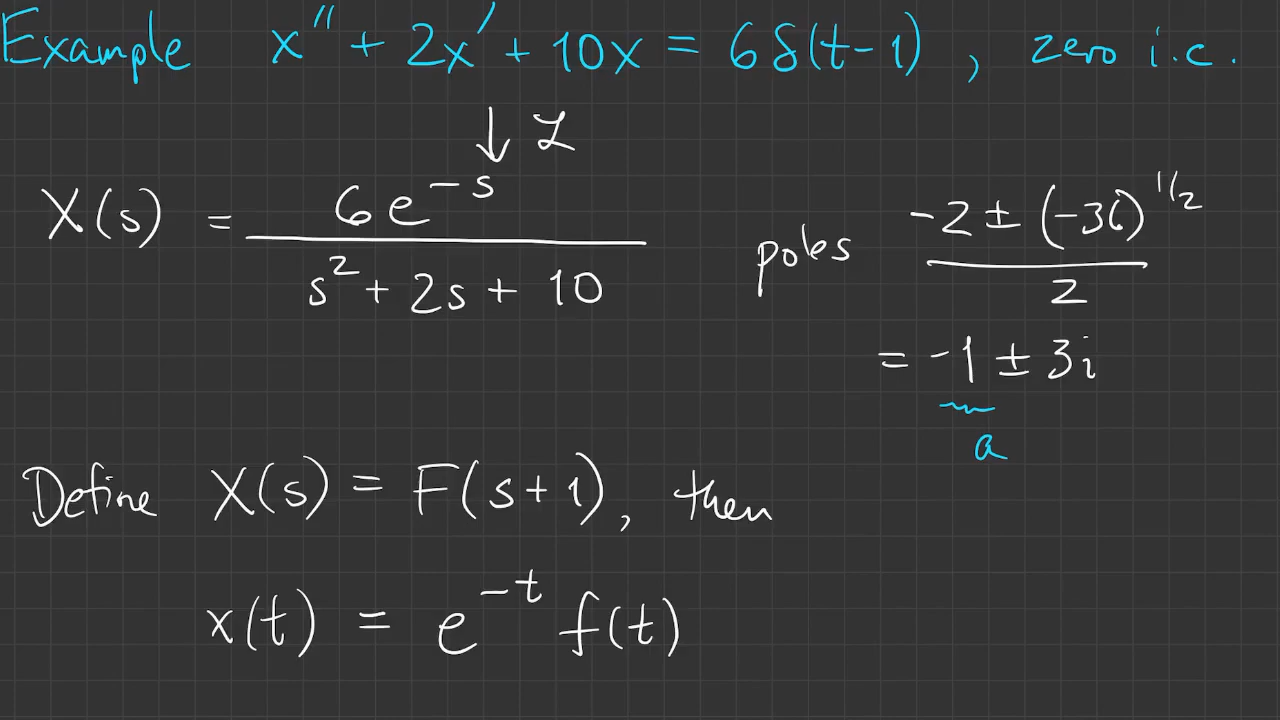 Example x'' + 2x' + 10x = 6δ(t-1) , zero i.c.
↓ ℒ
X(s) = 6e^{-s} / (s² + 2s + 10)
poles (-2 ± (-36)^{1/2}) / 2
= -1 ± 3i
a
Define X(s) = F(s+1), then
x(t) = e^{-t} f(t)